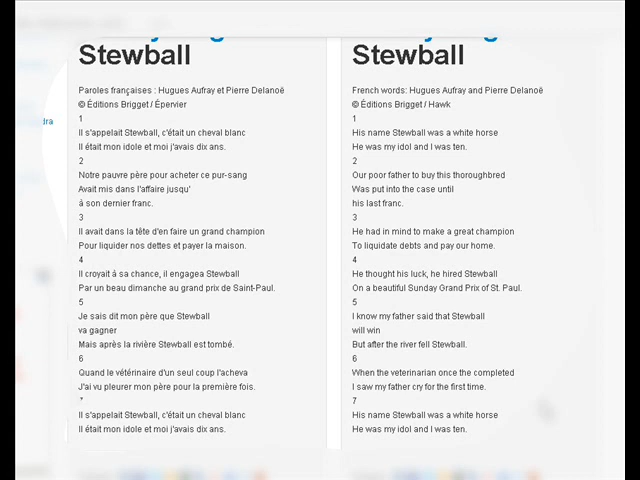 Stewball
Paroles françaises : Hugues Aufray et Pierre Delanoë
© Éditions Brigget / Épervier
1
Il s'appelait Stewball, c'était un cheval blanc
Il était mon idole et moi j'avais dix ans.
2
Notre pauvre père pour acheter ce pur-sang
Avait mis dans l'affaire jusqu'
à son dernier franc.
3
Il avait dans la tête d'en faire un grand champion
Pour liquider nos dettes et payer la maison.
4
Il croyait à sa chance, il engagea Stewball
Par un beau dimanche au grand prix de Saint-Paul.
5
Je sais dit mon père que Stewball
va gagner
Mais après la rivière Stewball est tombé.
6
Quand le vétérinaire d'un seul coup l'acheva
J'ai vu pleurer mon père pour la première fois.
Il s'appelait Stewball, c'était un cheval blanc
Il était mon idole et moi j'avais dix ans.
Stewball
French words: Hugues Aufray and Pierre Delanoë
© Éditions Brigget / Hawk
1
His name Stewball was a white horse
He was my idol and I was ten.
2
Our poor father to buy this thoroughbred
Was put into the case until
his last franc.
3
He had in mind to make a great champion
To liquidate debts and pay our home.
4
He thought his luck, he hired Stewball
On a beautiful Sunday Grand Prix of St. Paul.
5
I know my father said that Stewball
will win
But after the river fell Stewball.
6
When the veterinarian once the completed
I saw my father cry for the first time.
7
His name Stewball was a white horse
He was my idol and I was ten.
dra